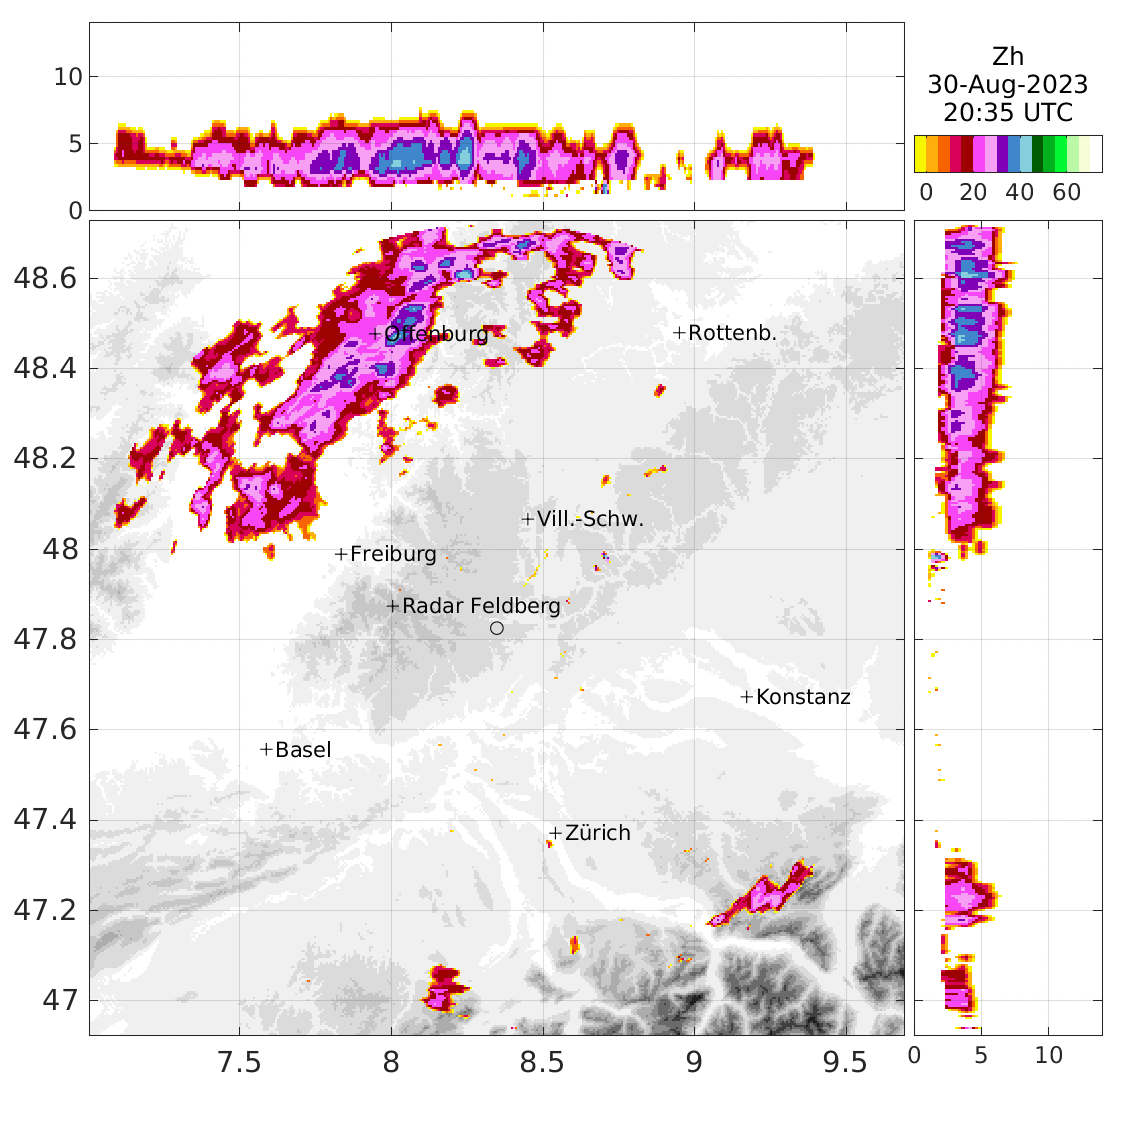 Zh
30-Aug-2023
20:35 UTC
0 20 40 60
10
5
0
48.6
48.4
48.2
48
47.8
47.6
47.4
47.2
47
Offenburg
Rottenb.
Vill.-Schw.
Freiburg
Radar Feldberg
Konstanz
Basel
Zürich
7.5 8 8.5 9 9.5
0 5 10